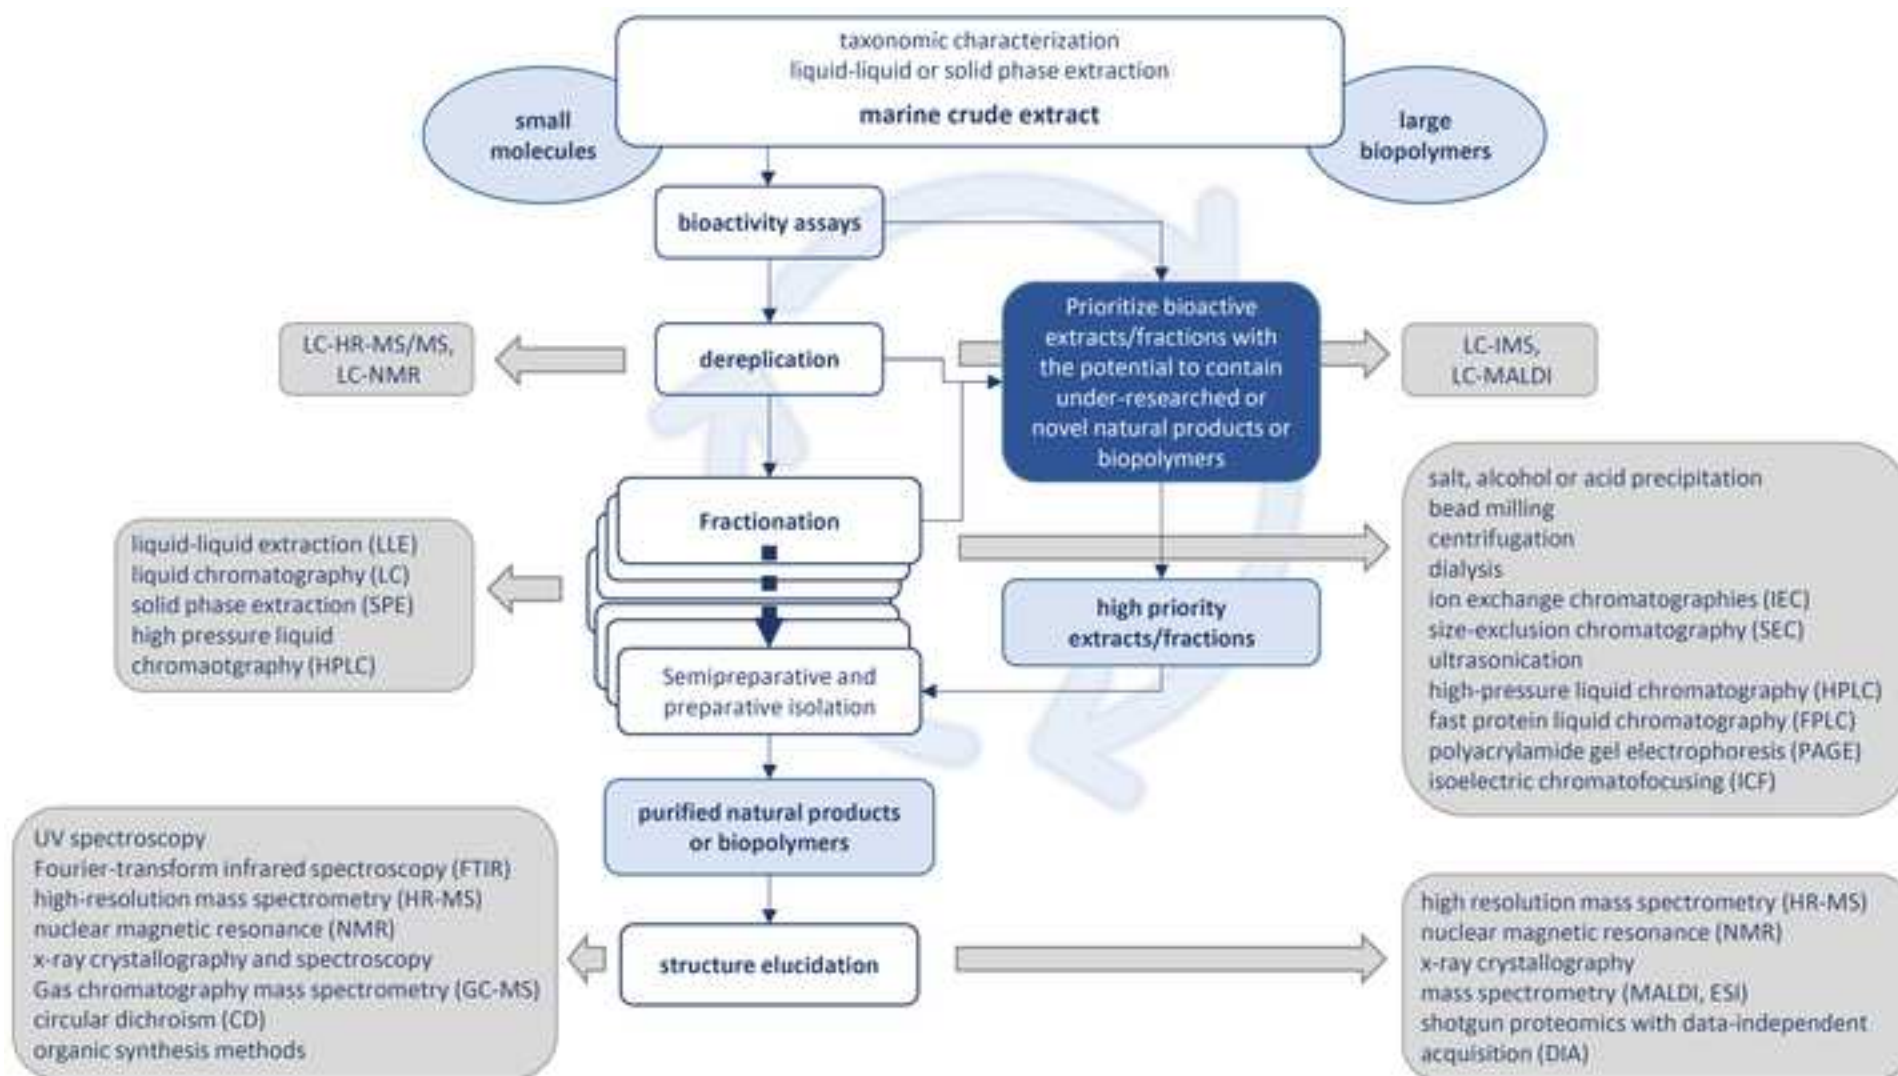 taxonomic characterization
liquid-liquid or solid phase extraction
marine crude extract
small
molecules
large
biopolymers
bioactivity assays
Prioritize bioactive
extracts/fractions with
the potential to contain
under-researched or
novel natural products or
biopolymers
LC-HR-MS/MS,
LC-NMR
dereplication
LC-IMS,
LC-MALDI
Fractionation
liquid-liquid extraction (LLE)
liquid chromatography (LC)
solid phase extraction (SPE)
high pressure liquid
chromaotgraphy (HPLC)
salt, alcohol or acid precipitation
bead milling
centrifugation
dialysis
ion exchange chromatographies (IEC)
size-exclusion chromatography (SEC)
ultrasonication
high-pressure liquid chromatography (HPLC)
fast protein liquid chromatography (FPLC)
polyacrylamide gel electrophoresis (PAGE)
isoelectric chromatofocusing (ICF)
high priority
extracts/fractions
Semipreparative and
preparative isolation
purified natural products
or biopolymers
UV spectroscopy
Fourier-transform infrared spectroscopy (FTIR)
high-resolution mass spectrometry (HR-MS)
nuclear magnetic resonance (NMR)
x-ray crystallography and spectroscopy
Gas chromatography mass spectrometry (GC-MS)
circular dichroism (CD)
organic synthesis methods
structure elucidation
high resolution mass spectrometry (HR-MS)
nuclear magnetic resonance (NMR)
x-ray crystallography
mass spectrometry (MALDI, ESI)
shotgun proteomics with data-independent
acquisition (DIA)